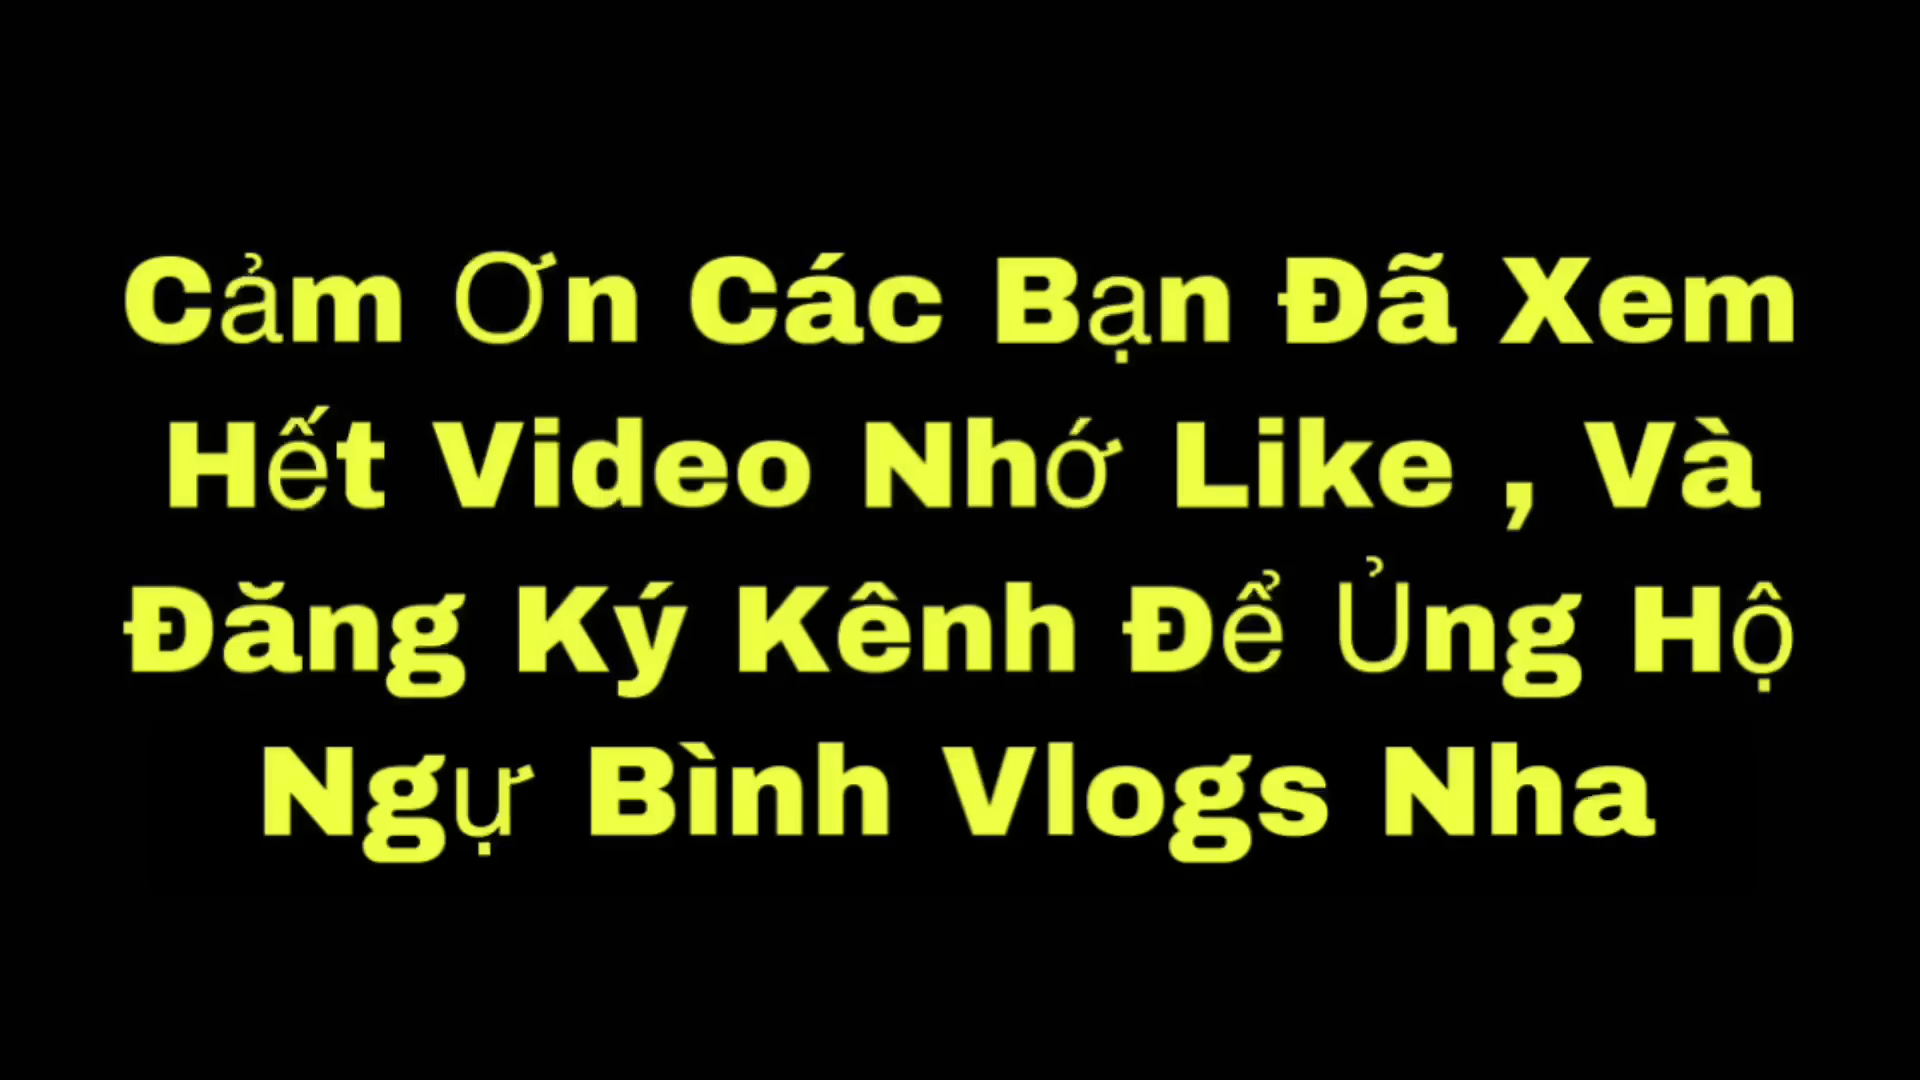 Cảm Ơn Các Bạn Đã Xem
Hết Video Nhớ Like , Và
Đăng Ký Kênh Để Ủng Hộ
Ngự Bình Vlogs Nha